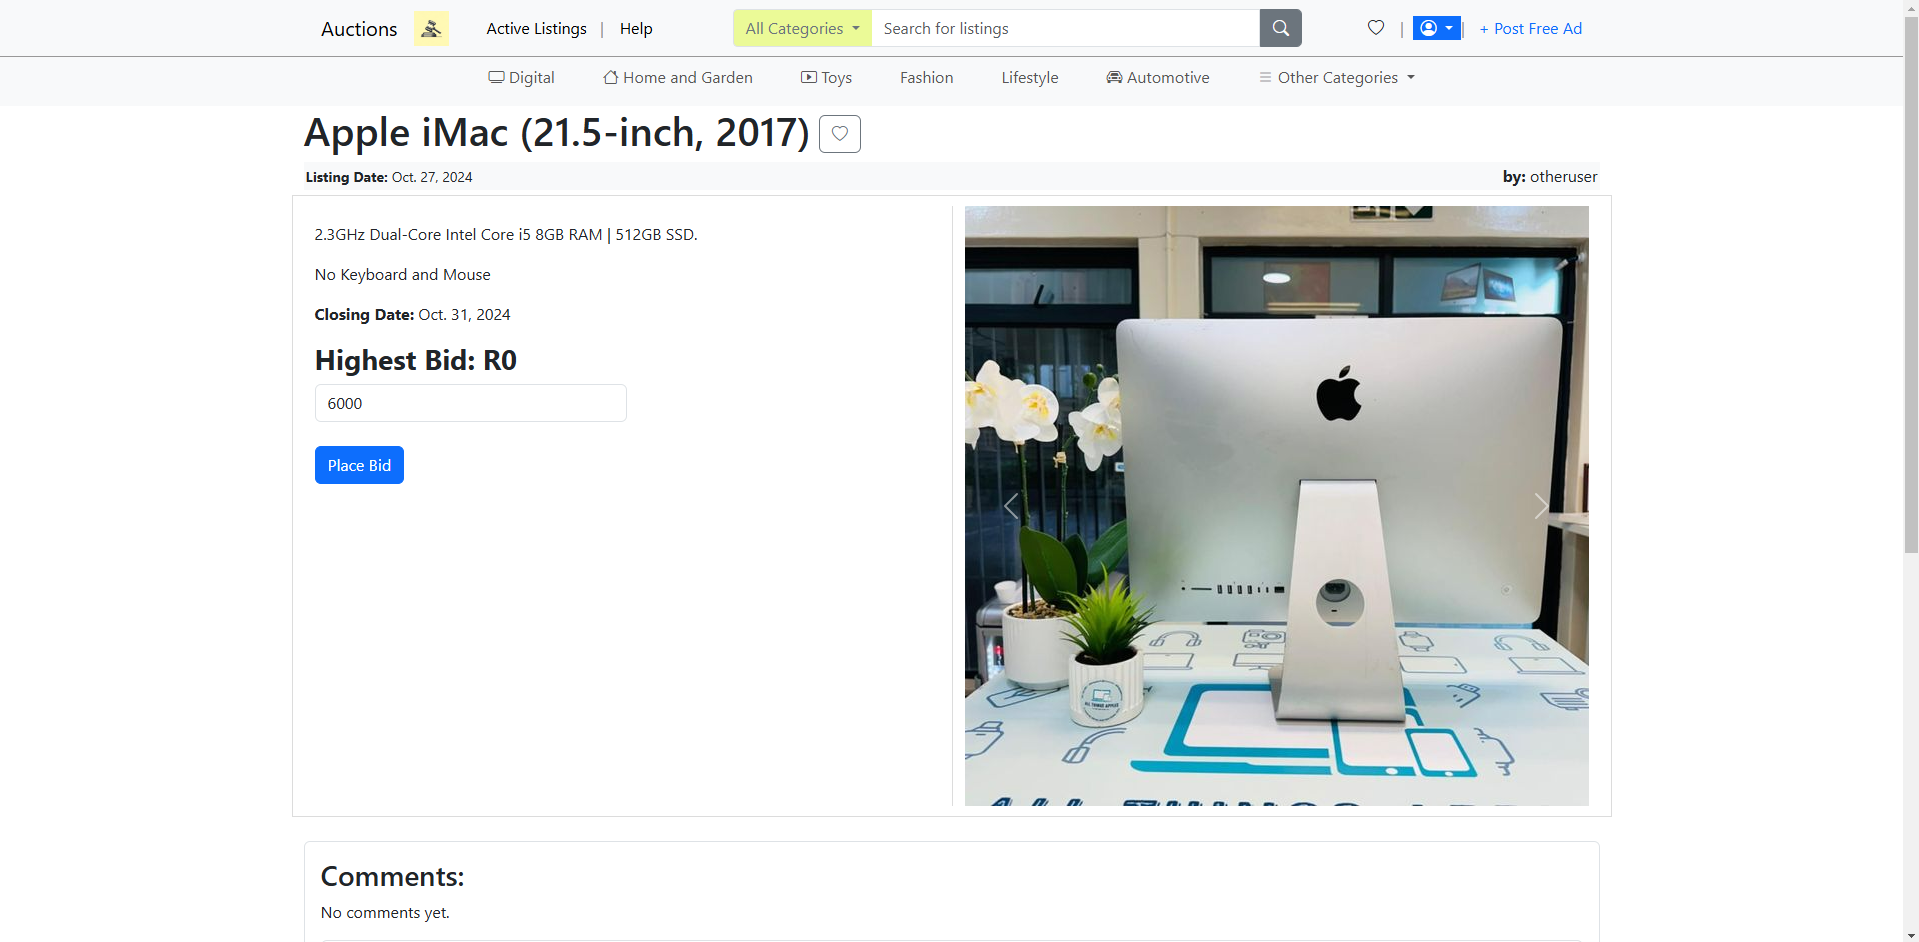 Auctions
Active Listings | Help
All Categories
Search for listings
| | + Post Free Ad
Digital
Home and Garden
Toys
Fashion
Lifestyle
Automotive
Other Categories
Apple iMac (21.5-inch, 2017)
Listing Date: Oct. 27, 2024
by: otheruser
2.3GHz Dual-Core Intel Core i5 8GB RAM | 512GB SSD.
No Keyboard and Mouse
Closing Date: Oct. 31, 2024
Highest Bid: R0
6000
Place Bid
ALL THINGS APPLE
Comments:
No comments yet.